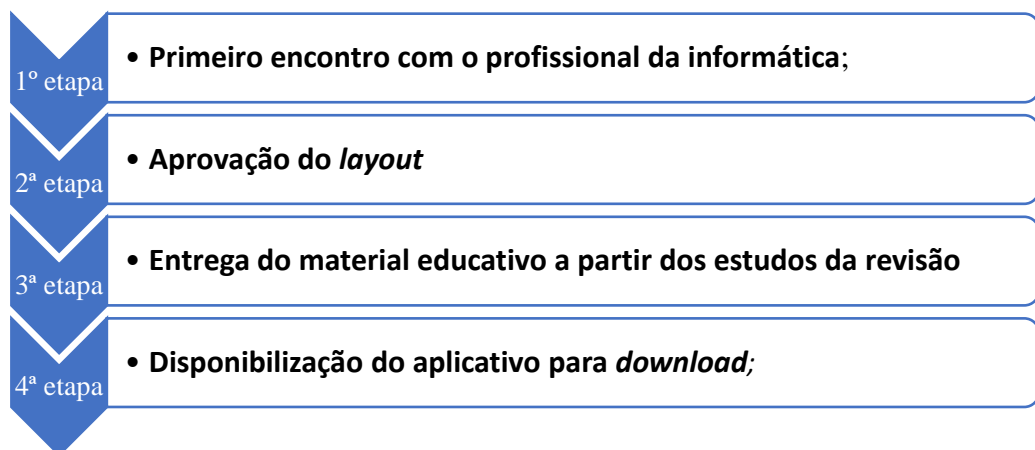 1º etapa
• Primeiro encontro com o profissional da informática;
2ª etapa
• Aprovação do layout
3ª etapa
• Entrega do material educativo a partir dos estudos da revisão
4ª etapa
• Disponibilização do aplicativo para download;